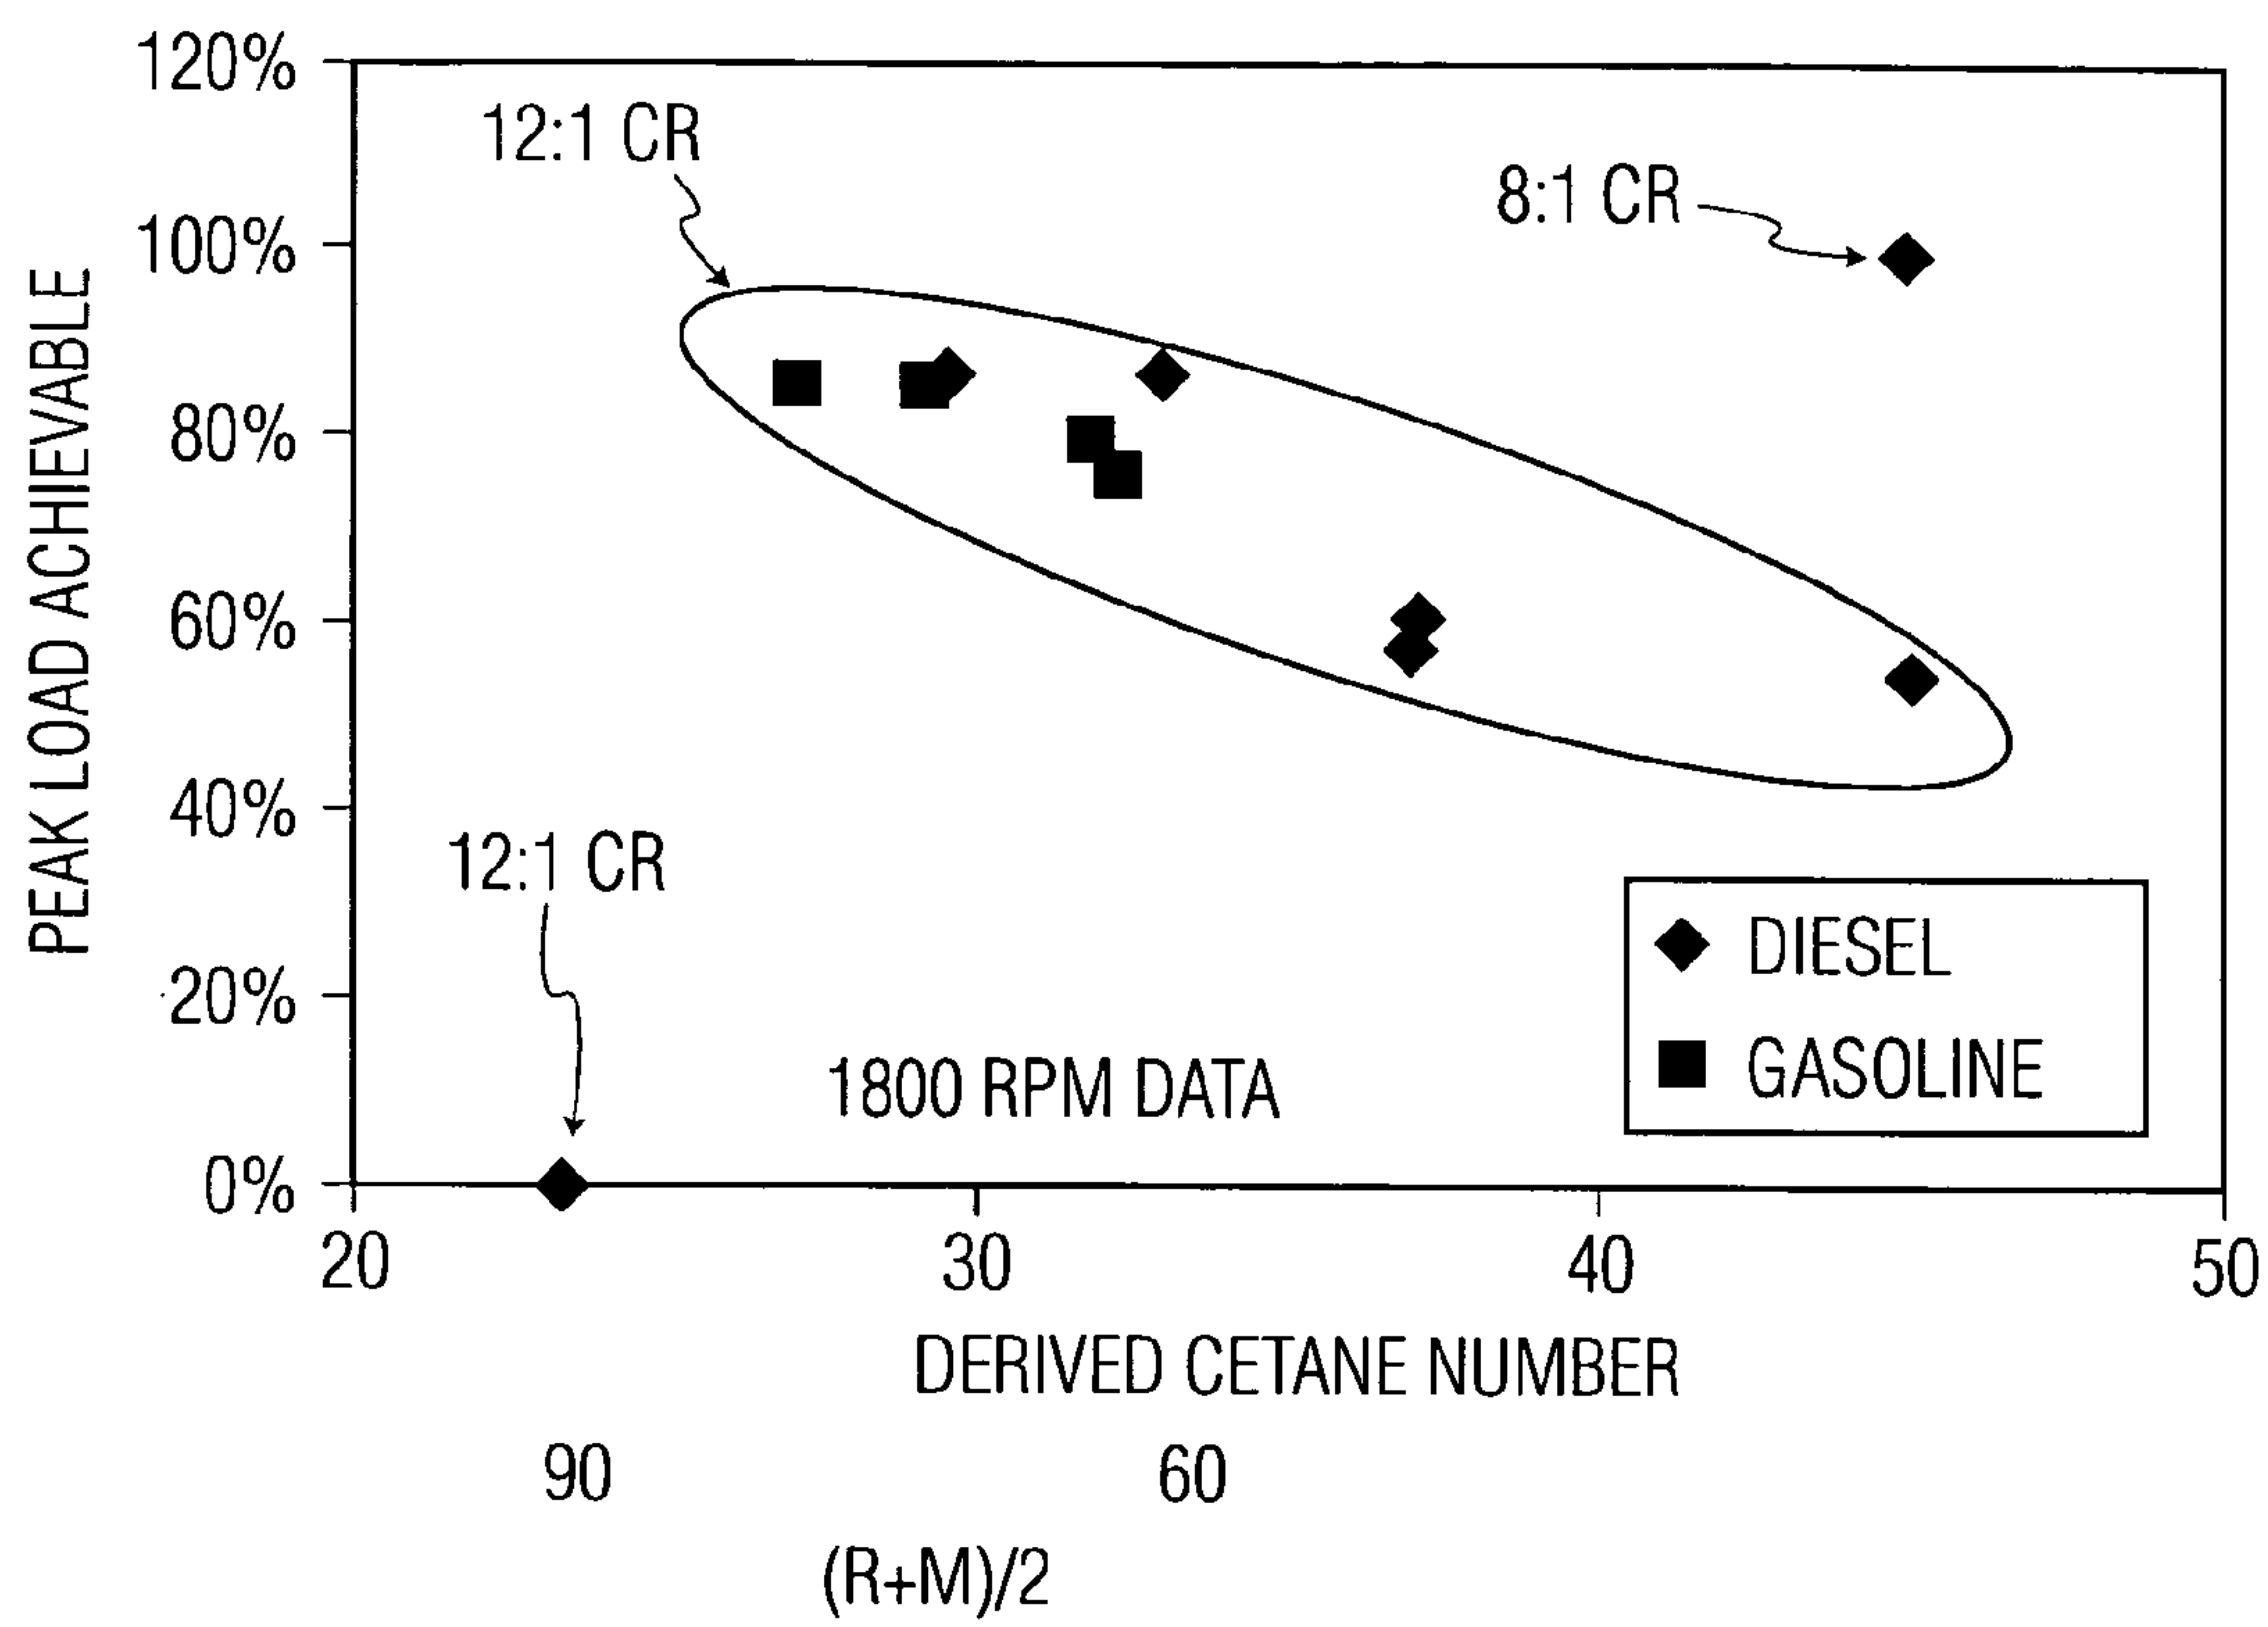 PEAK LOAD ACHIEVABLE
120%
100%
80%
60%
40%
20%
0%
12:1 CR
8:1 CR
12:1 CR
1800 RPM DATA
DIESEL
GASOLINE
20 30 40 50
DERIVED CETANE NUMBER
90 60
(R+M)/2